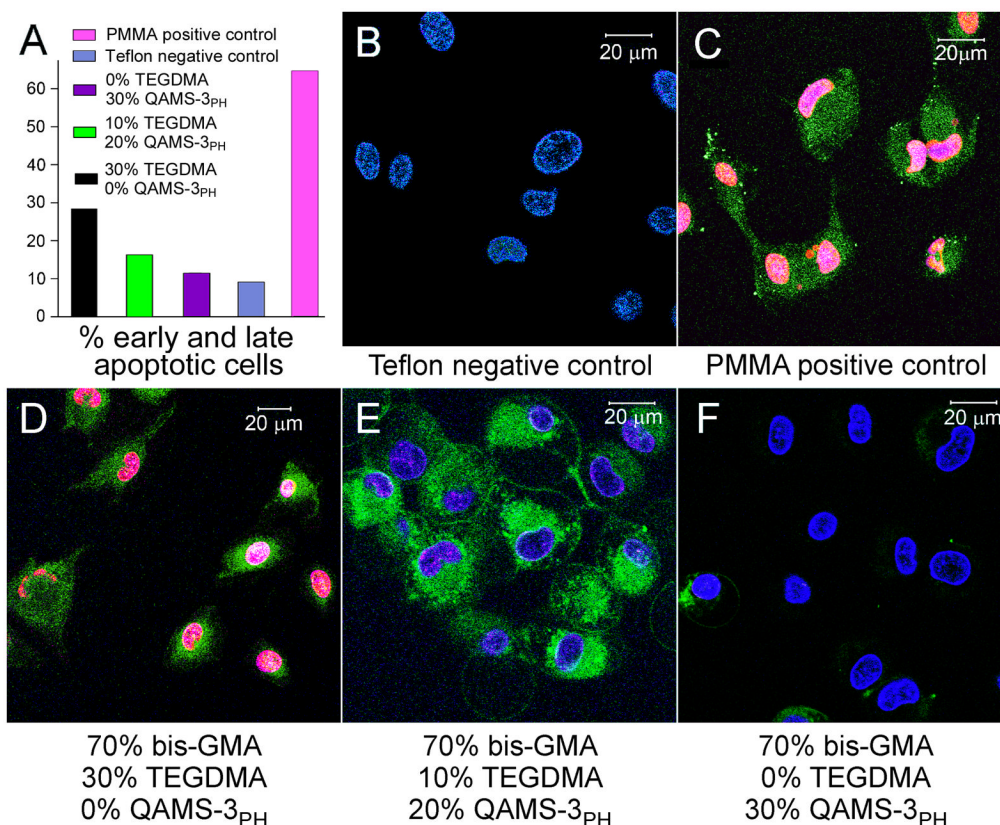 A
PMMA positive control
Teflon negative control
0% TEGDMA
30% QAMS-3PH
10% TEGDMA
20% QAMS-3PH
30% TEGDMA
0% QAMS-3PH
60
50
40
30
20
10
0
% early and late
apoptotic cells
B
20 μm
Teflon negative control
C
20μm
PMMA positive control
D
20 μm
70% bis-GMA
30% TEGDMA
0% QAMS-3PH
E
20 μm
70% bis-GMA
10% TEGDMA
20% QAMS-3PH
F
20 μm
70% bis-GMA
0% TEGDMA
30% QAMS-3PH